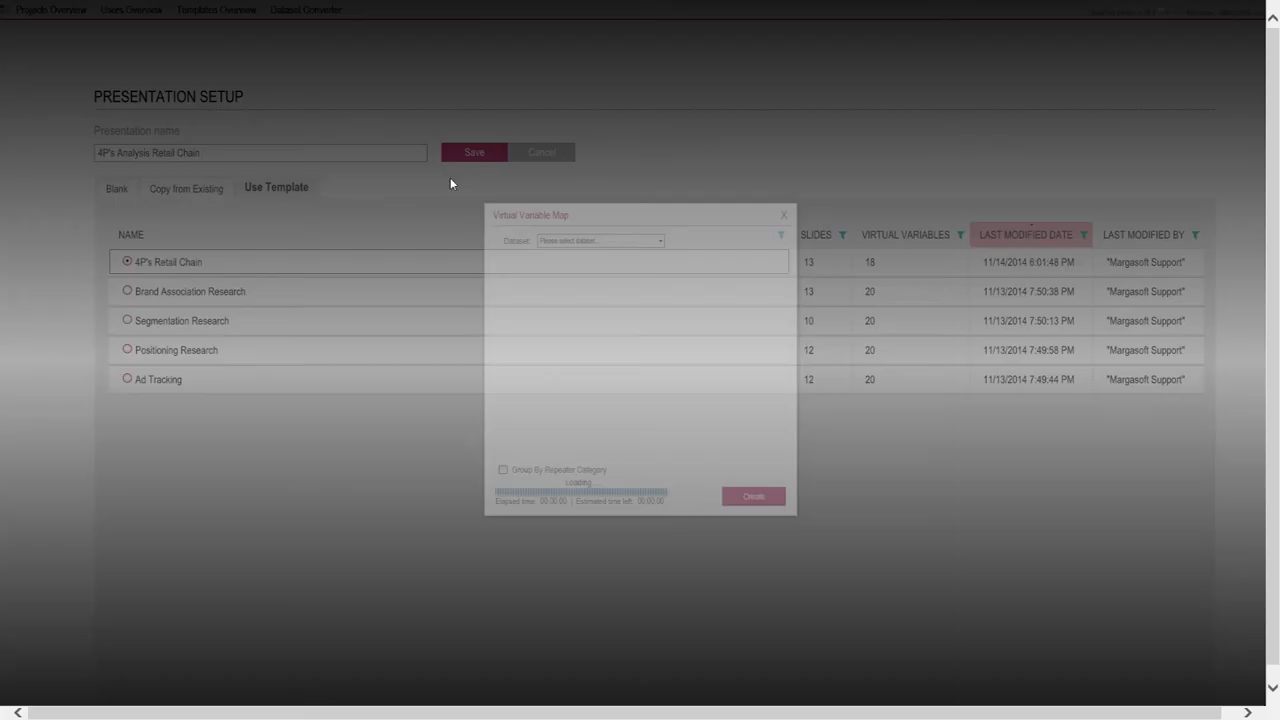 Projects Overview Users Overview Templates Overview Dataset Converter
PRESENTATION SETUP
Presentation name
4P's Analysis Retail Chain Save Cancel
Blank Copy from Existing Use Template
Virtual Variable Map X
Dataset: Please select dataset...
NAME SLIDES VIRTUAL VARIABLES LAST MODIFIED DATE LAST MODIFIED BY
4P's Retail Chain 13 18 11/14/2014 6:01:48 PM "Margasoft Support"
Brand Association Research 13 20 11/13/2014 7:50:38 PM "Margasoft Support"
Segmentation Research 10 20 11/13/2014 7:50:13 PM "Margasoft Support"
Positioning Research 12 20 11/13/2014 7:49:58 PM "Margasoft Support"
Ad Tracking 12 20 11/13/2014 7:49:44 PM "Margasoft Support"
Group By Repeater Category
Loading...
Elapsed time: 00:00:00 | Estimated time left: 00:00:00
Create